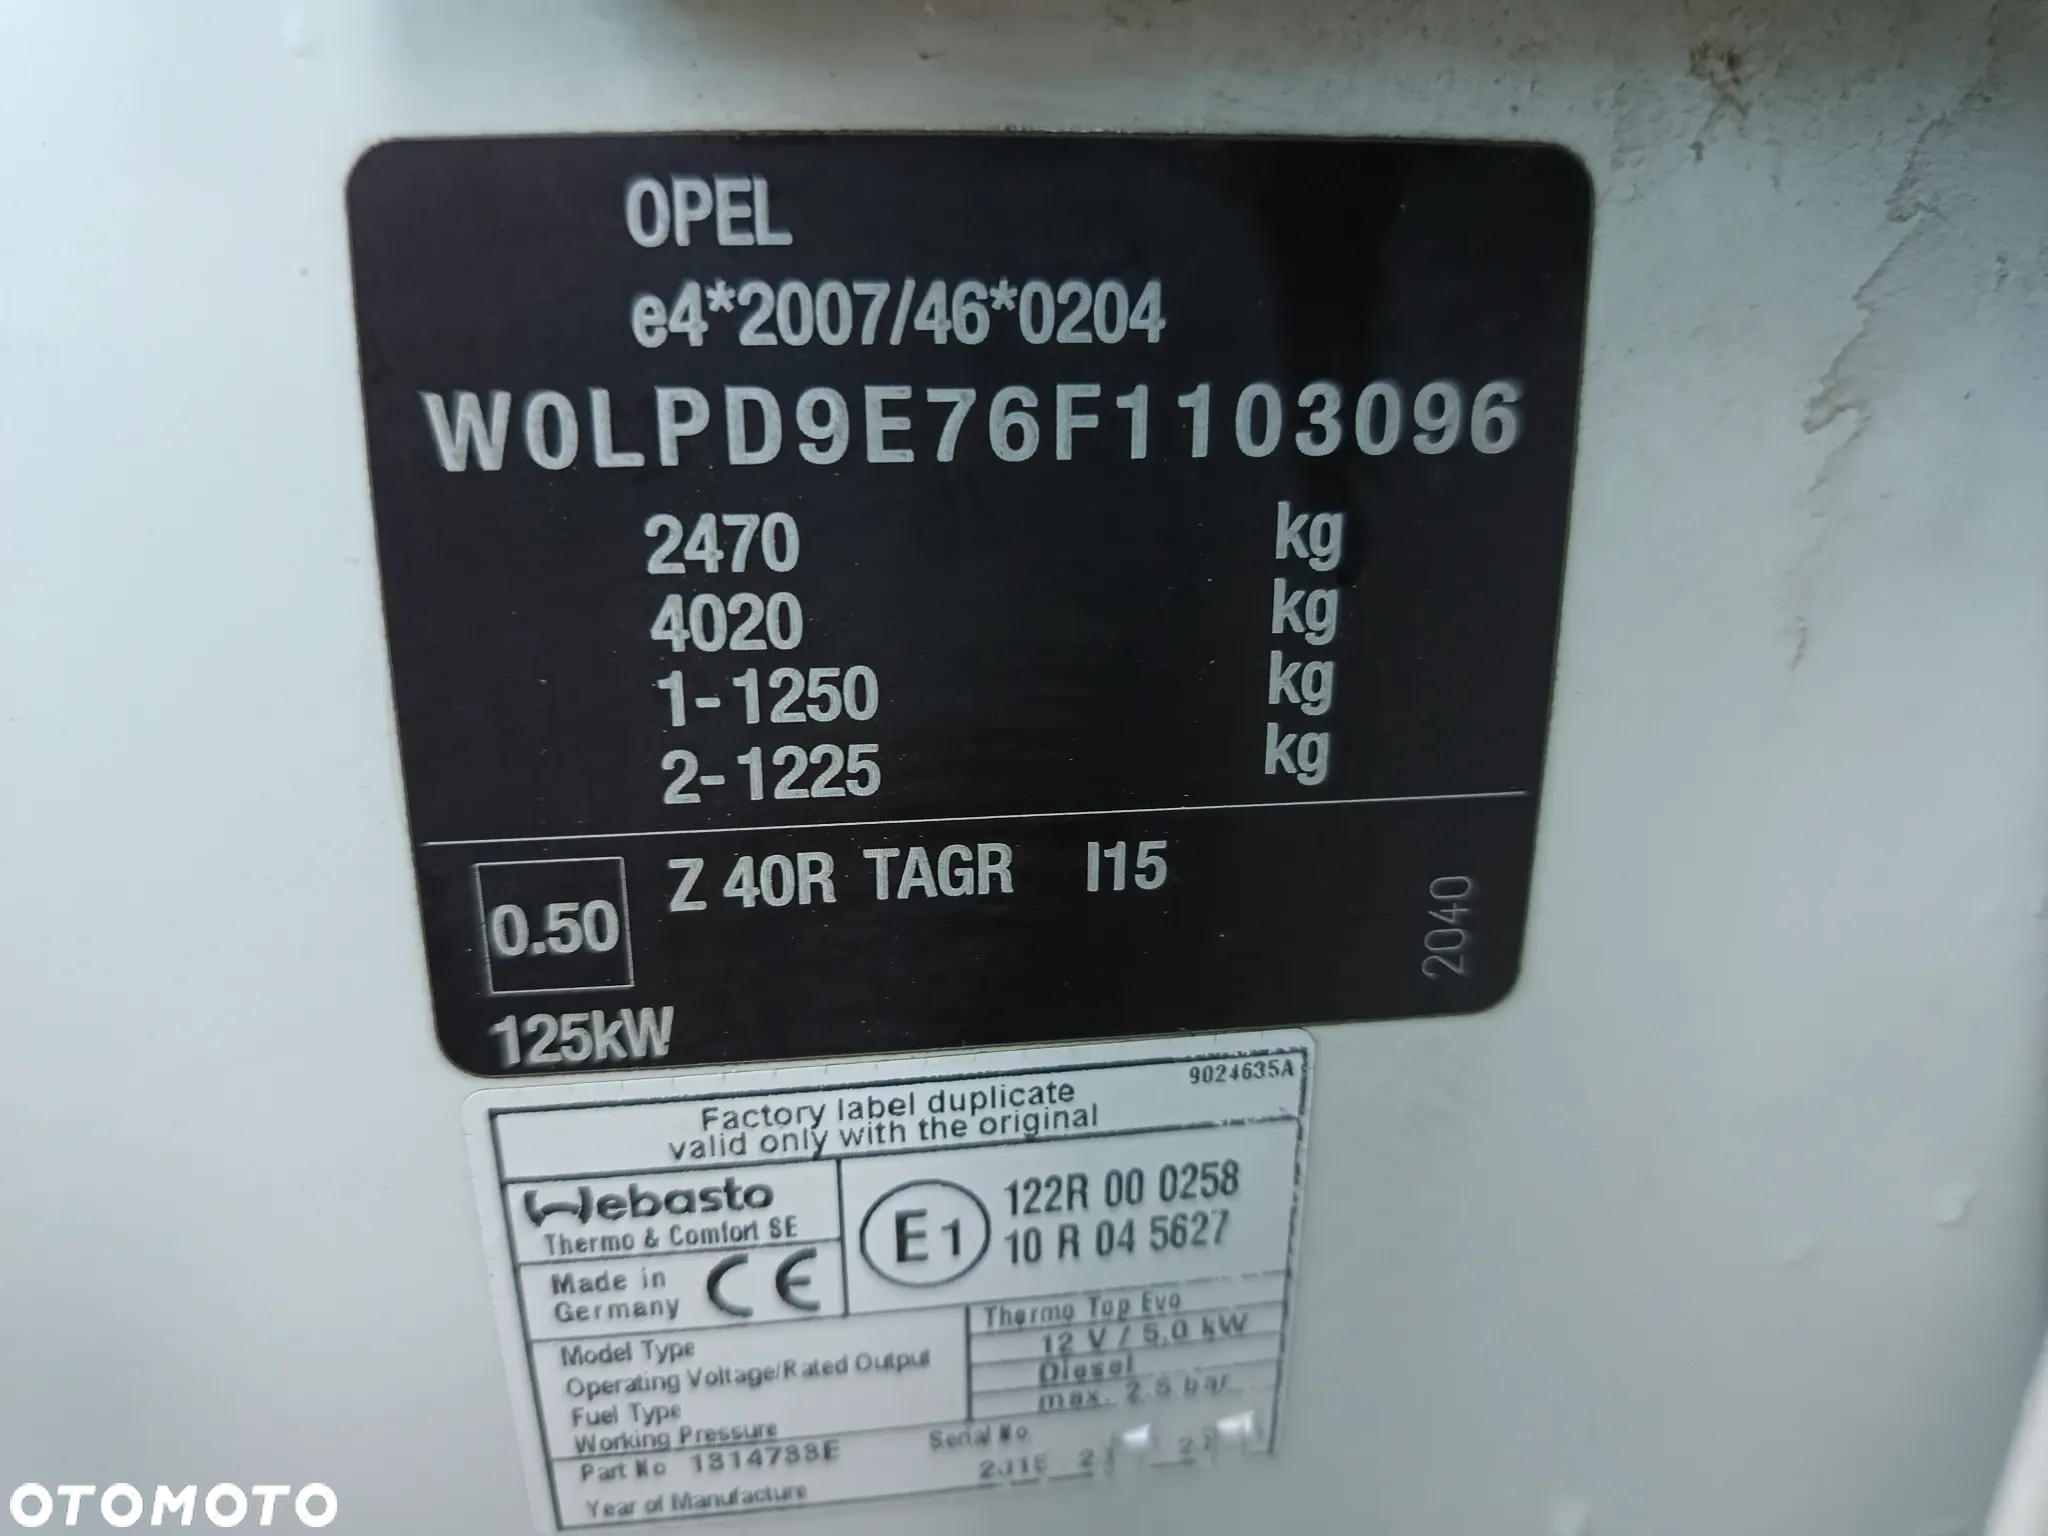 OPEL
e4*2007/46*0204
W0LPD9E76F1103096
2470 kg
4020 kg
1-1250 kg
2-1225 kg
0.50 Z 40R TAGR I15
2040
125kW
9024635A
Factory label duplicate
valid only with the original
Webasto
Thermo & Comfort SE
E1
122R 00 0258
10 R 04 5627
Made in
Germany
CE
Model Type Thermo Top Evo
Operating Voltage/Rated Output 12 V / 5,0 kW
Fuel Type Diesel
Working Pressure max. 2.5 bar
Part No Serial No
Year of Manufacture
OTOMOTO